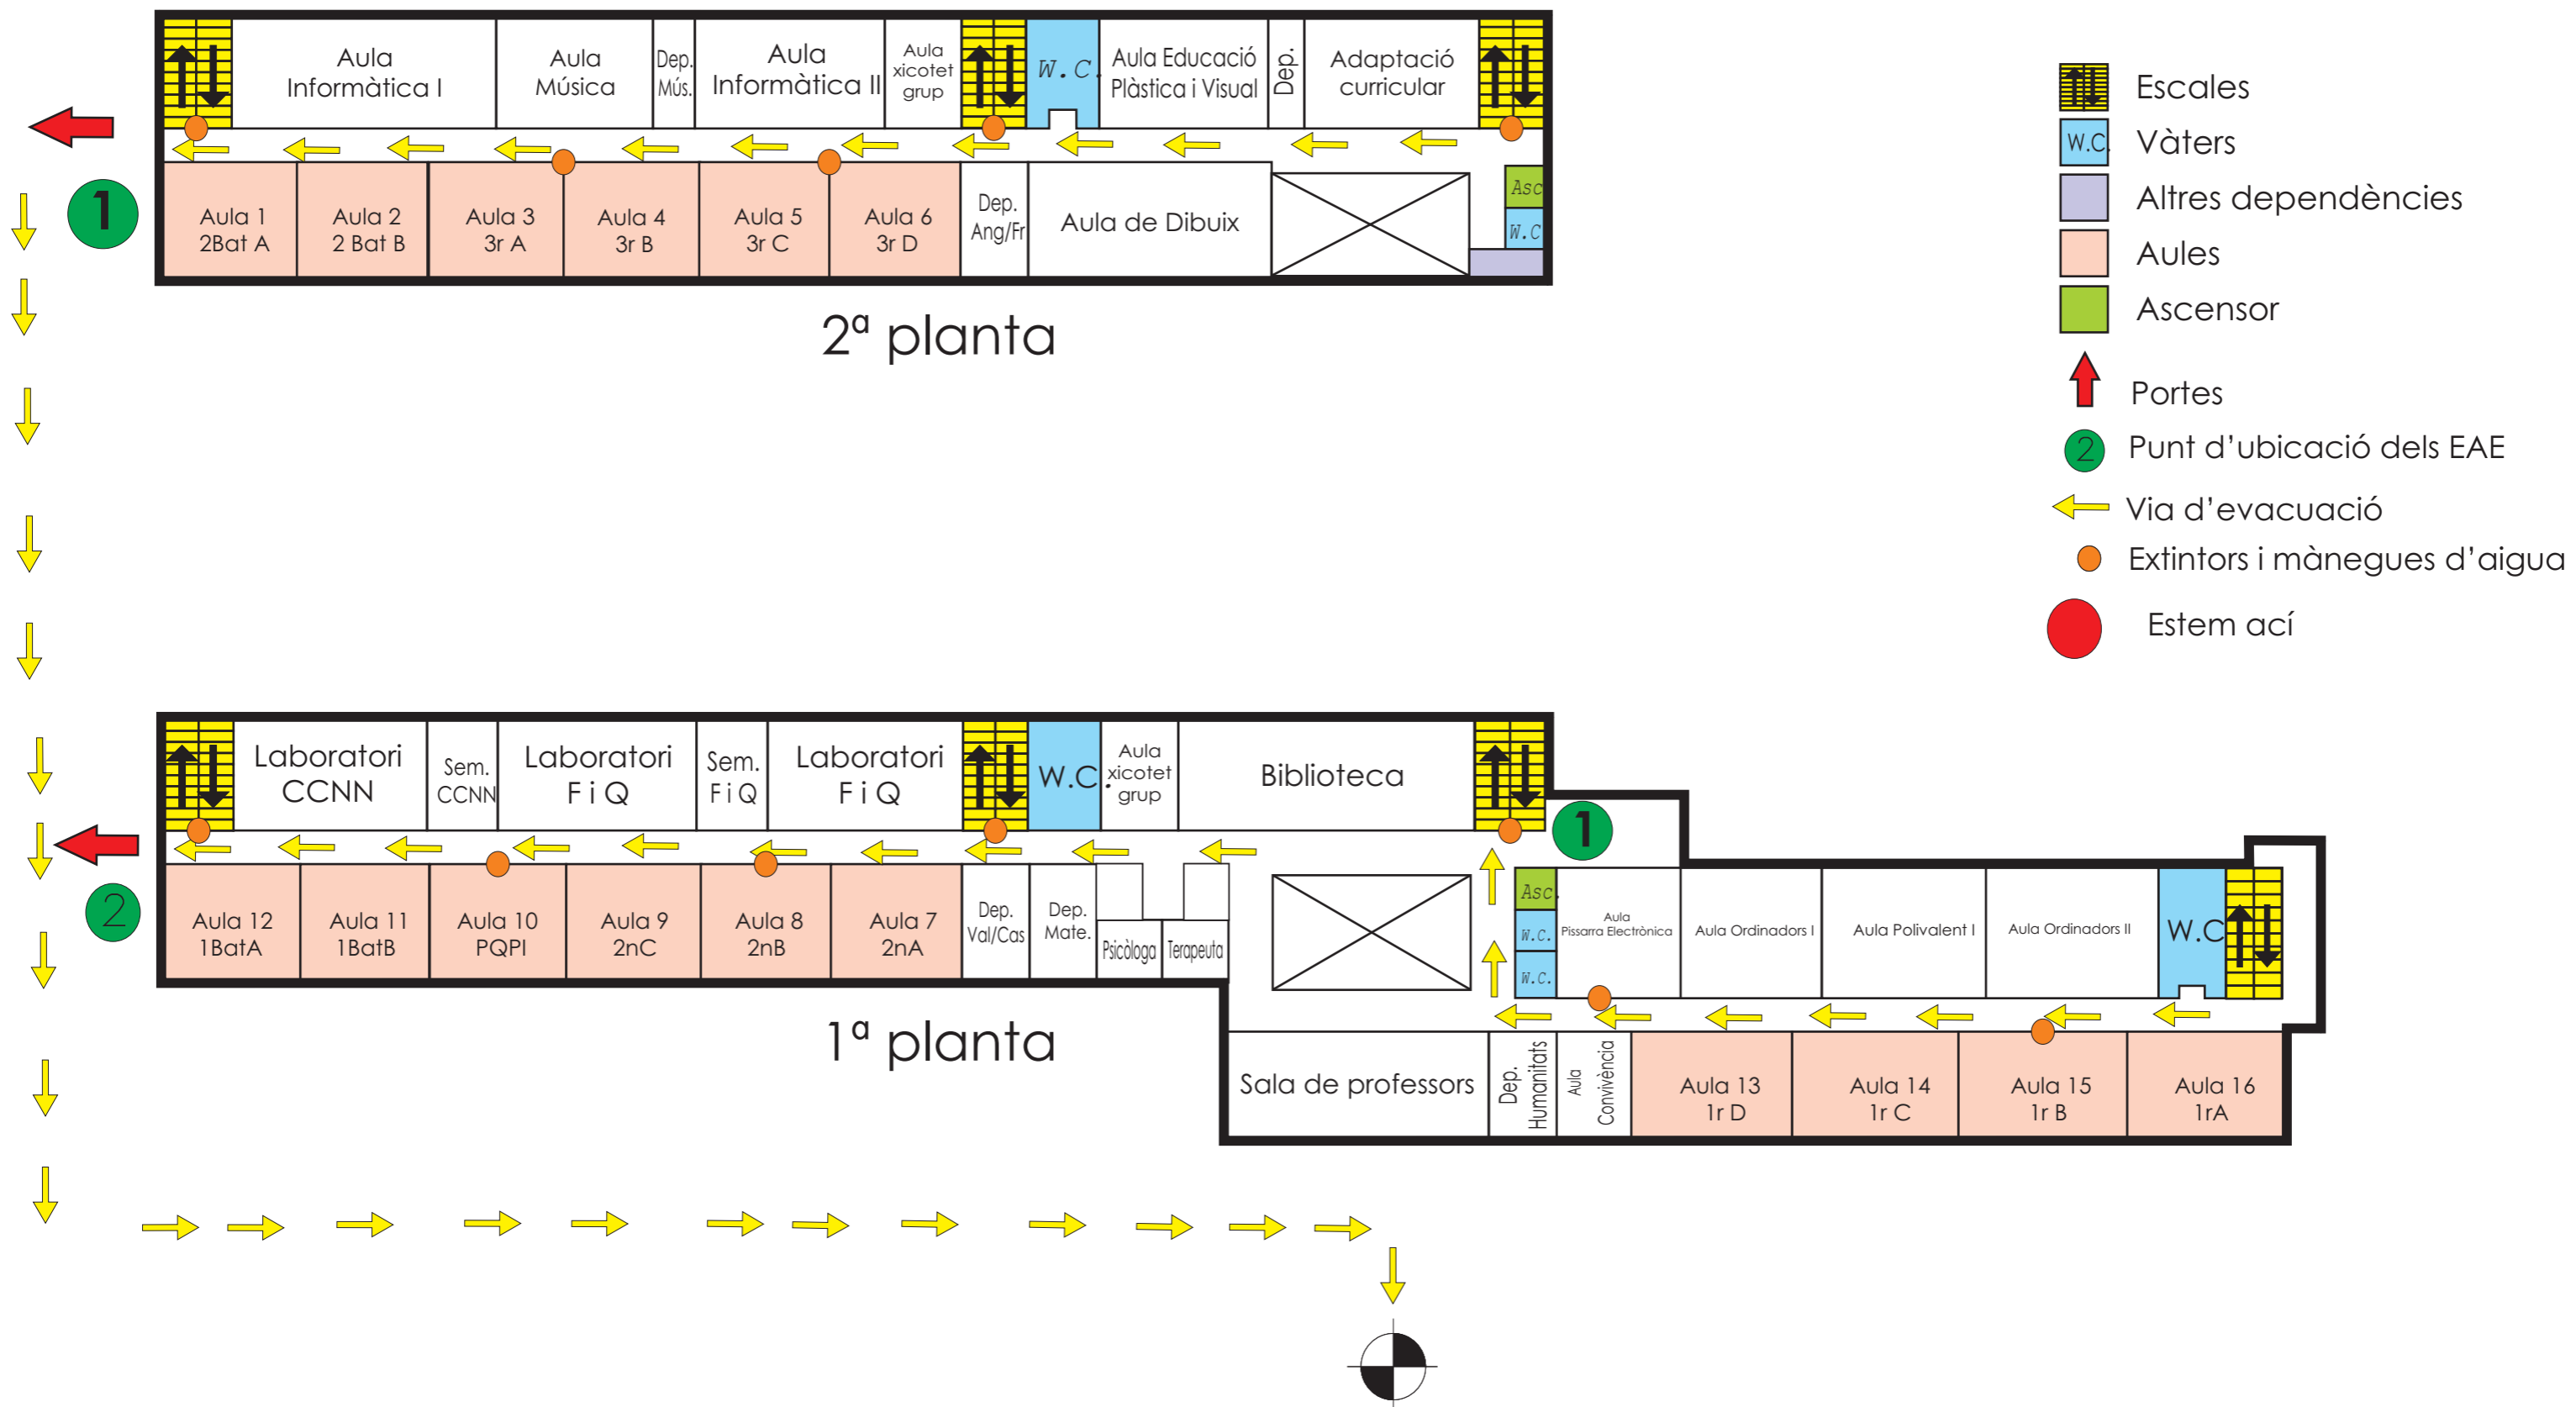 Aula
Informàtica I
Aula
Música
Dep.
Mús.
Aula
Informàtica II
Aula
xicotet
grup
W.C.
Aula Educació
Plàstica i Visual
Dep.
Adaptació
curricular
1
Aula 1
2Bat A
Aula 2
2 Bat B
Aula 3
3r A
Aula 4
3r B
Aula 5
3r C
Aula 6
3r D
Dep.
Ang/Fr
Aula de Dibuix
Asc
W.C
2ª planta
Escales
W.C.
Vàters
Altres dependències
Aules
Ascensor
Portes
2
Punt d'ubicació dels EAE
Via d'evacuació
Extintors i mànegues d'aigua
Estem ací
Laboratori
CCNN
Sem.
CCNN
Laboratori
F i Q
Sem.
F i Q
Laboratori
F i Q
W.C.
Aula
xicotet
grup
Biblioteca
1
2
Aula 12
1BatA
Aula 11
1BatB
Aula 10
PQPI
Aula 9
2nC
Aula 8
2nB
Aula 7
2nA
Dep.
Val/Cas
Dep.
Mate.
Psicòloga
Terapeuta
Asc.
W.C.
W.C.
Aula
Pissarra Electrònica
Aula Ordinadors I
Aula Polivalent I
Aula Ordinadors II
W.C
1ª planta
Sala de professors
Dep.
Humanitats
Aula
Convivència
Aula 13
1r D
Aula 14
1r C
Aula 15
1r B
Aula 16
1rA